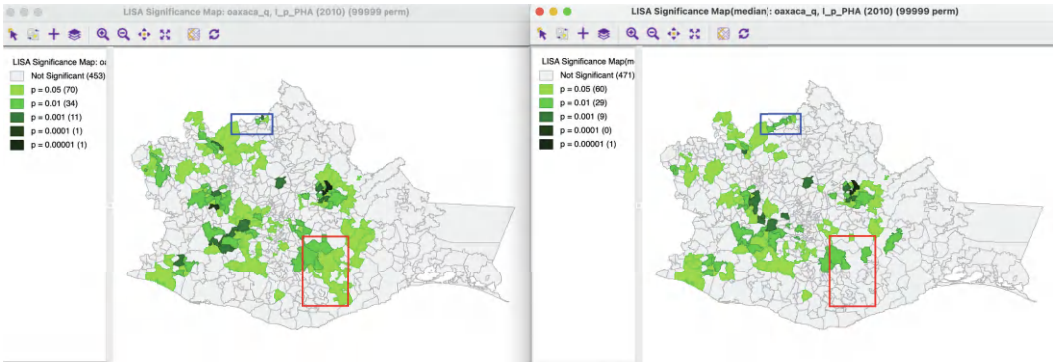 LISA Significance Map: oaxaca_q, I_p_PHA (2010) (99999 perm)
LISA Significance Map: oa
Not Significant (453)
p = 0.05 (70)
p = 0.01 (34)
p = 0.001 (11)
p = 0.0001 (1)
p = 0.00001 (1)
LISA Significance Map(median): oaxaca_q, I_p_PHA (2010) (99999 perm)
LISA Significance Map(m
Not Significant (471)
p = 0.05 (60)
p = 0.01 (29)
p = 0.001 (9)
p = 0.0001 (0)
p = 0.00001 (1)